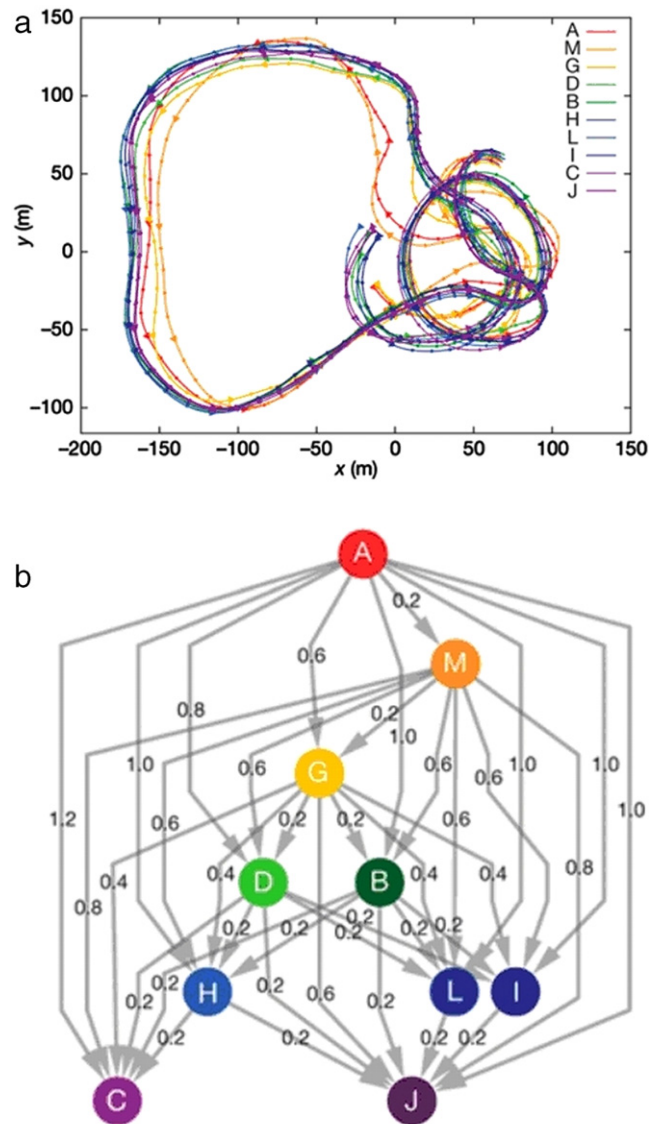 a
150
100
50
0
−50
−100
y (m)
−200 −150 −100 −50 0 50 100 150
x (m)
A
M
G
D
B
H
L
I
C
J
b
A
0.2
M
0.6
0.8 0.2
1.0
G
1.0 0.6 0.6 0.6 1.0 1.0
1.2 0.6 0.2 0.2 0.6 1.0
0.4 0.4 0.4 0.4 0.8
0.8 D B
0.2 0.2 0.2 0.2 0.2 0.2
0.2 0.2 H 0.2 0.6 0.2 L I
0.2 0.2 0.2 0.2
C J